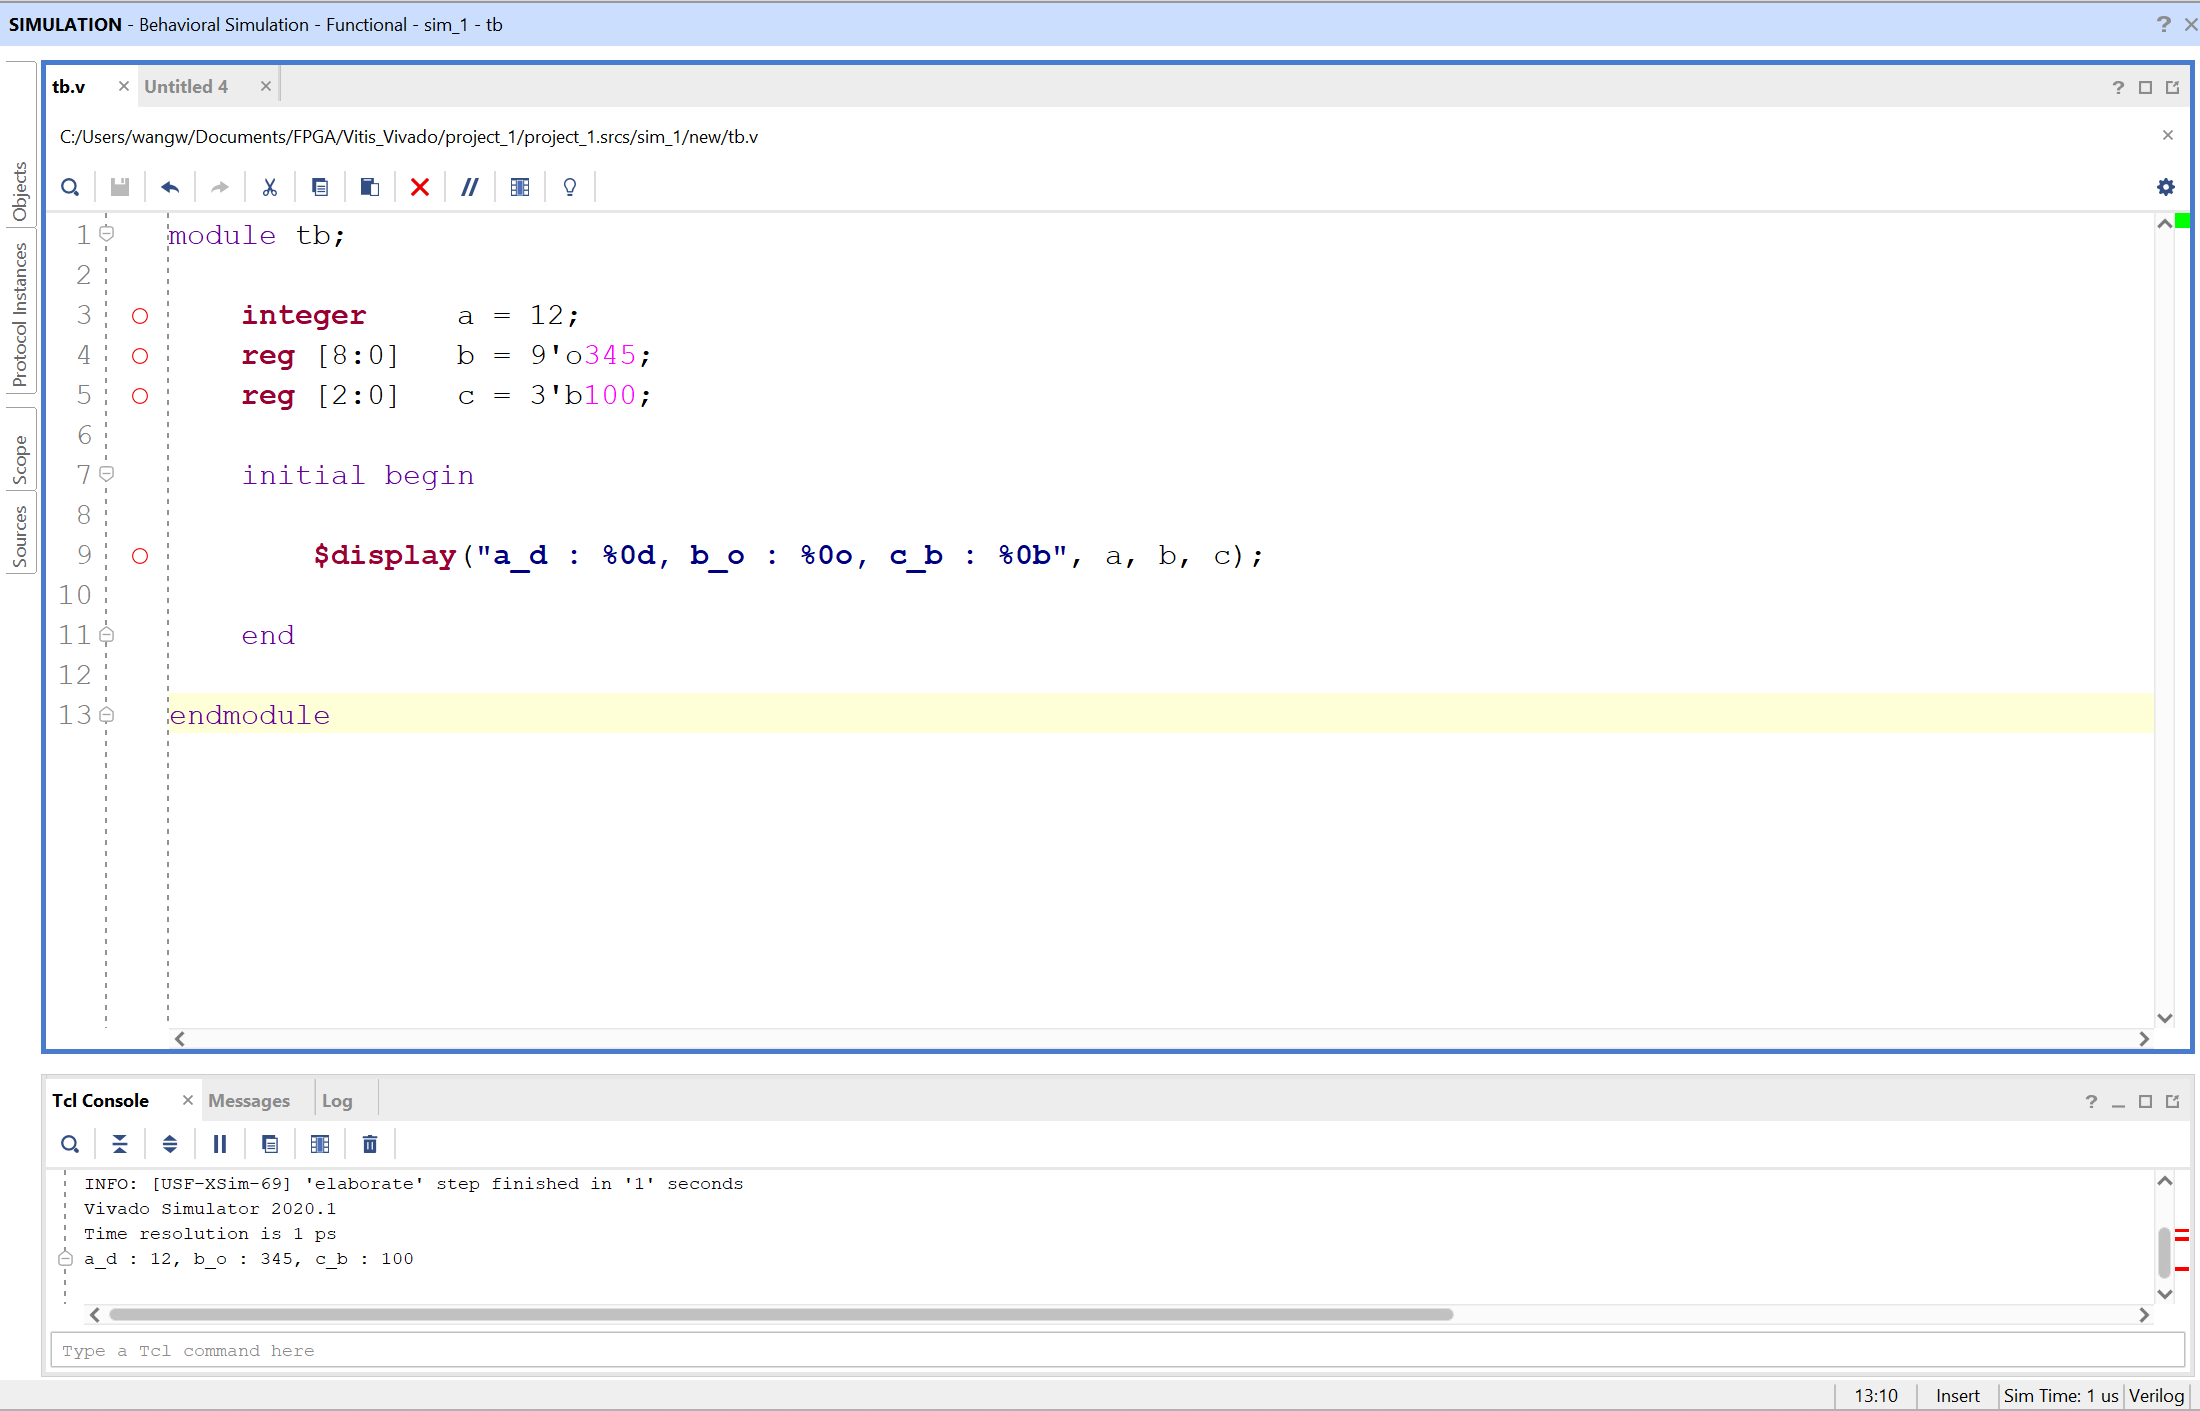 SIMULATION - Behavioral Simulation - Functional - sim_1 - tb
Objects
Protocol Instances
Scope
Sources
tb.v
Untitled 4
C:/Users/wangw/Documents/FPGA/Vitis_Vivado/project_1/project_1.srcs/sim_1/new/tb.v
1 module tb;
2
3 integer a = 12;
4 reg [8:0] b = 9'o345;
5 reg [2:0] c = 3'b100;
6
7 initial begin
8
9 $display("a_d : %0d, b_o : %0o, c_b : %0b", a, b, c);
10
11 end
12
13 endmodule
Tcl Console
Messages
Log
INFO: [USF-XSim-69] 'elaborate' step finished in '1' seconds
Vivado Simulator 2020.1
Time resolution is 1 ps
a_d : 12, b_o : 345, c_b : 100
Type a Tcl command here
13:10 Insert Sim Time: 1 us Verilog